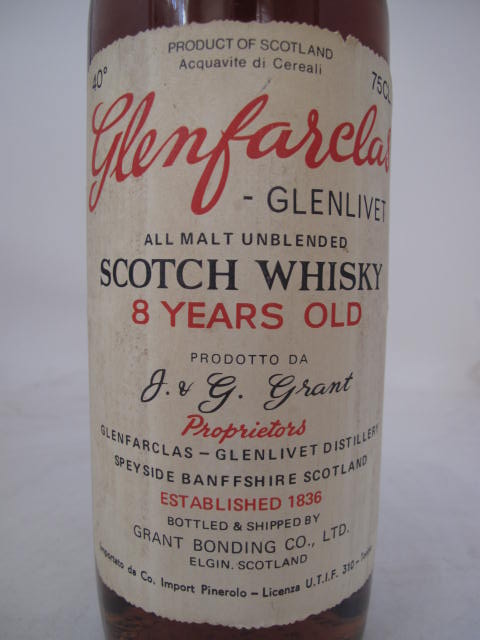 PRODUCT OF SCOTLAND
Acquavite di Cereali
40° 75CL
Glenfarclas
- GLENLIVET
ALL MALT UNBLENDED
SCOTCH WHISKY
8 YEARS OLD
PRODOTTO DA
J. & G. Grant
Proprietors
GLENFARCLAS - GLENLIVET DISTILLERY
SPEYSIDE BANFFSHIRE SCOTLAND
ESTABLISHED 1836
BOTTLED & SHIPPED BY
GRANT BONDING CO., LTD.
ELGIN. SCOTLAND
Importato da Co. Import Pinerolo - Licenza U.T.I.F. 310 -